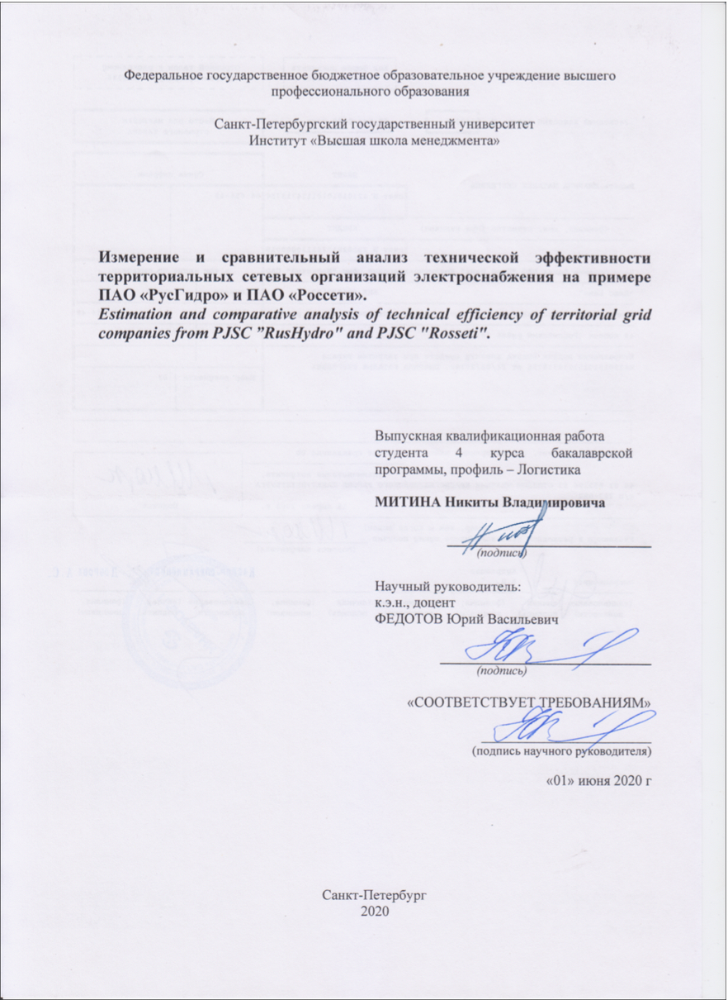 Федеральное государственное бюджетное образовательное учреждение высшего
профессионального образования
Санкт-Петербургский государственный университет
Институт «Высшая школа менеджмента»
Измерение и сравнительный анализ технической эффективности
территориальных сетевых организаций электроснабжения на примере
ПАО «РусГидро» и ПАО «Россети».
Estimation and comparative analysis of technical efficiency of territorial grid
companies from PJSC ”RusHydro" and PJSC "Rosseti".
Выпускная квалификационная работа
студента 4 курса бакалаврской
программы, профиль – Логистика
МИТИНА Никиты Владимировича
(подпись)
Научный руководитель:
к.э.н., доцент
ФЕДОТОВ Юрий Васильевич
(подпись)
«СООТВЕТСТВУЕТ ТРЕБОВАНИЯМ»
(подпись научного руководителя)
«01» июня 2020 г
Санкт-Петербург
2020